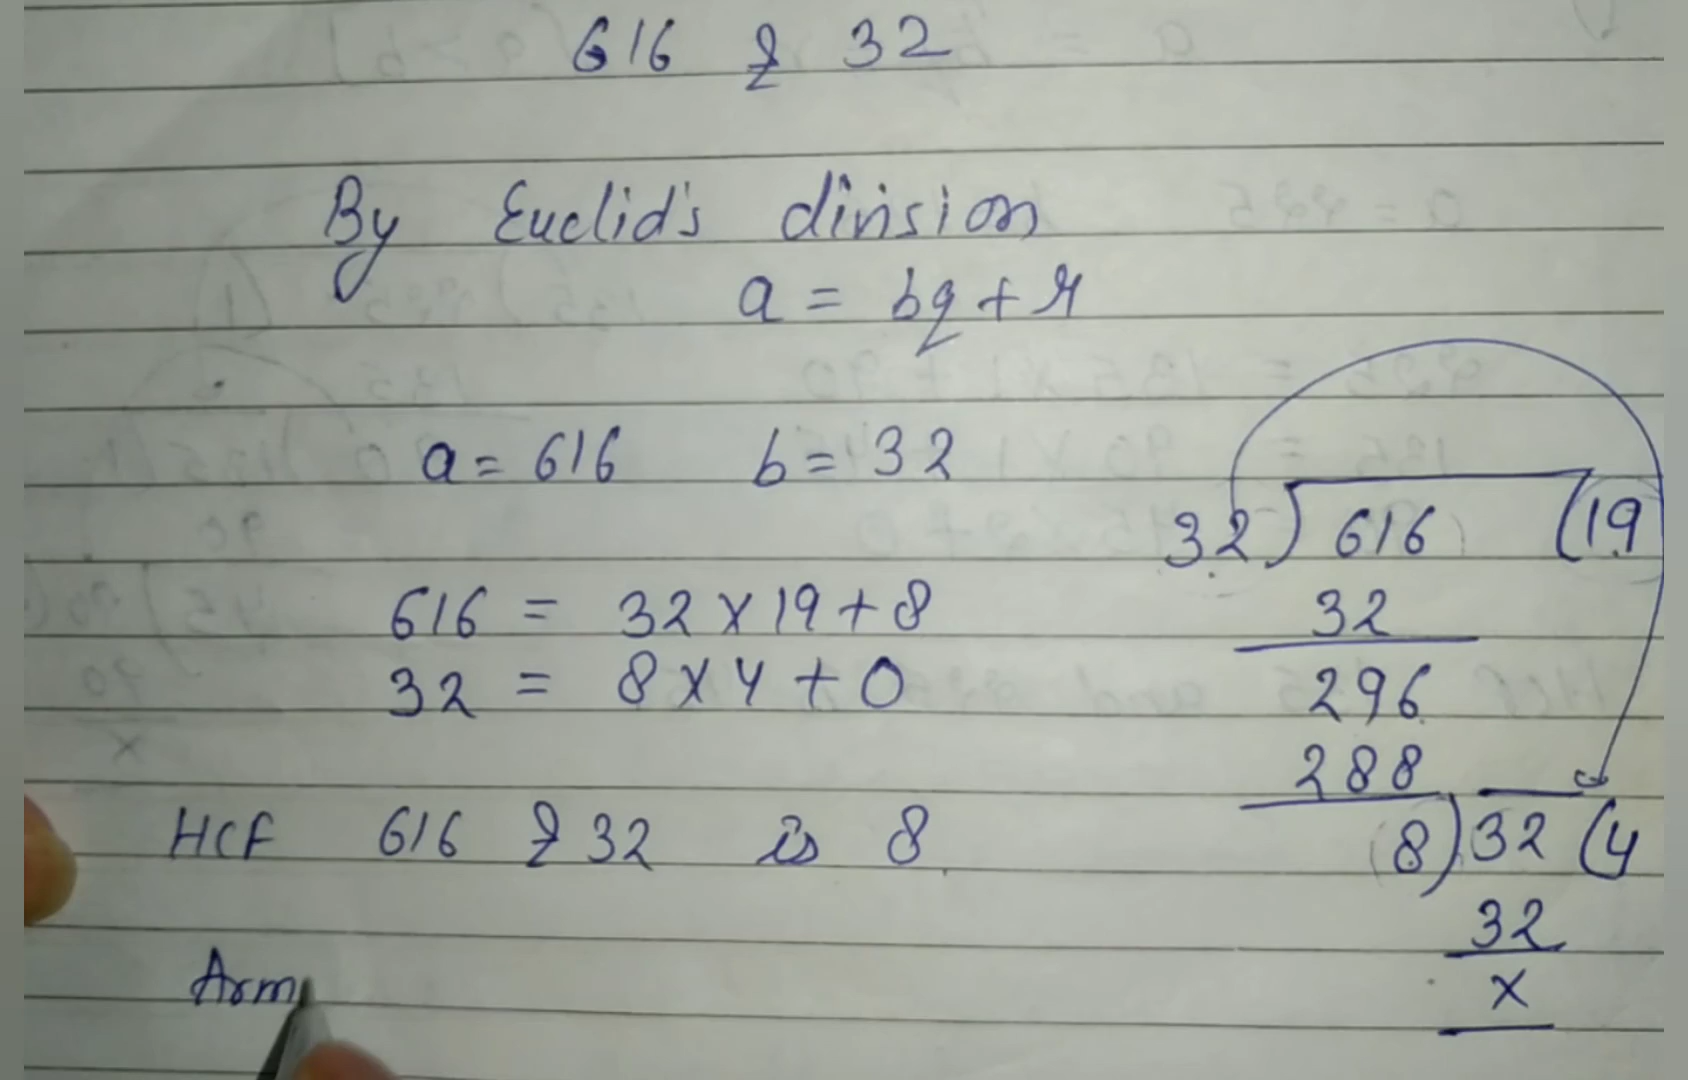 616 & 32
By Euclid's division
a = bq + r
a = 616 b = 32
616 = 32 x 19 + 8
32 = 8 x 4 + 0
HCF 616 & 32 is 8
Arm
32) 616 (19
32
296
288
8) 32 (4
32
x